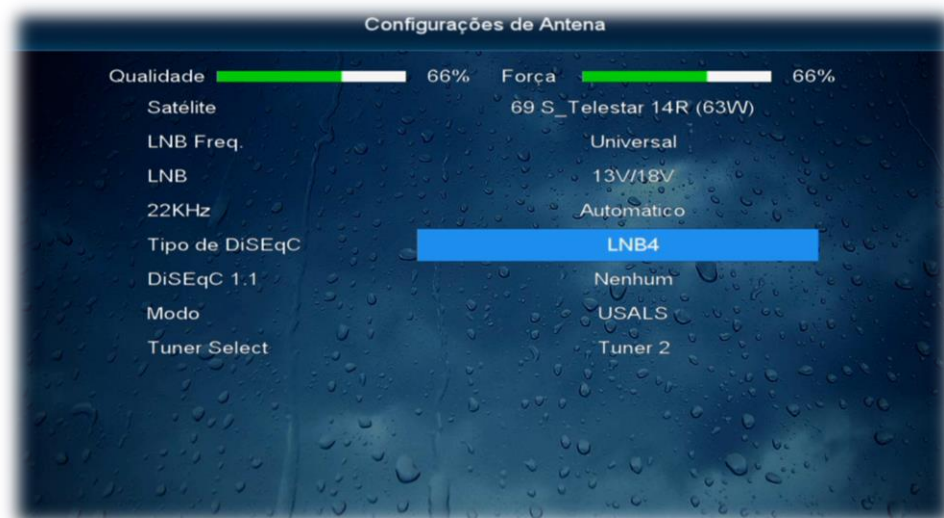 Configurações de Antena
Qualidade 66% Força 66%
Satélite 69 S_Telestar 14R (63W)
LNB Freq. Universal
LNB 13V/18V
22KHz Automatico
Tipo de DiSEqC LNB4
DiSEqC 1.1 Nenhum
Modo USALS
Tuner Select Tuner 2